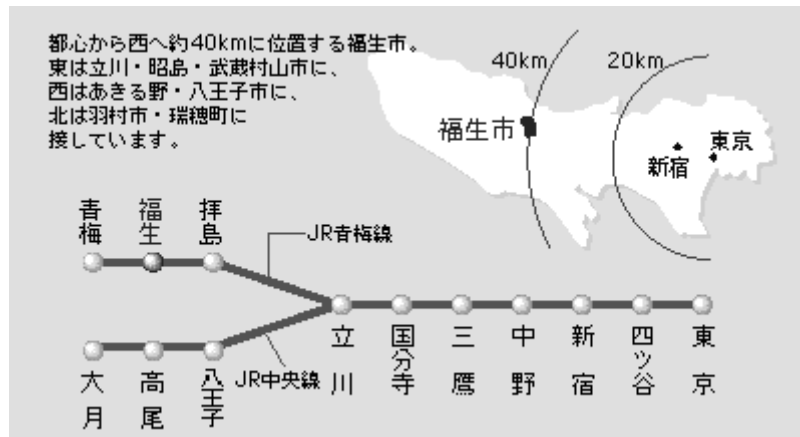 都心から西へ約40kmに位置する福生市。
東は立川・昭島・武蔵村山市に、
西はあきる野・八王子市に、
北は羽村市・瑞穂町に
接しています。
40km
20km
福生市
新宿
東京
青梅
福生
拝島
JR青梅線
立川
国分寺
三鷹
中野
新宿
四ツ谷
東京
大月
高尾
八王子
JR中央線